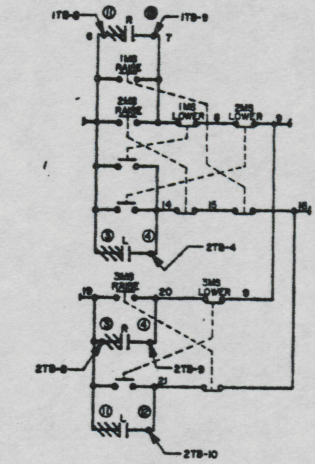 1TB-8 11 R 12 1TB-9
6 7
1MS
RAISE
2MS
RAISE
1MS
LOWER
8
2MS
LOWER
9
14 15 16
3 L 4
2TB-4
3MS
RAISE
19 20
3MS
LOWER
9
3 R 4
2TB-8 2TB-9
21
11 L 12
2TB-10